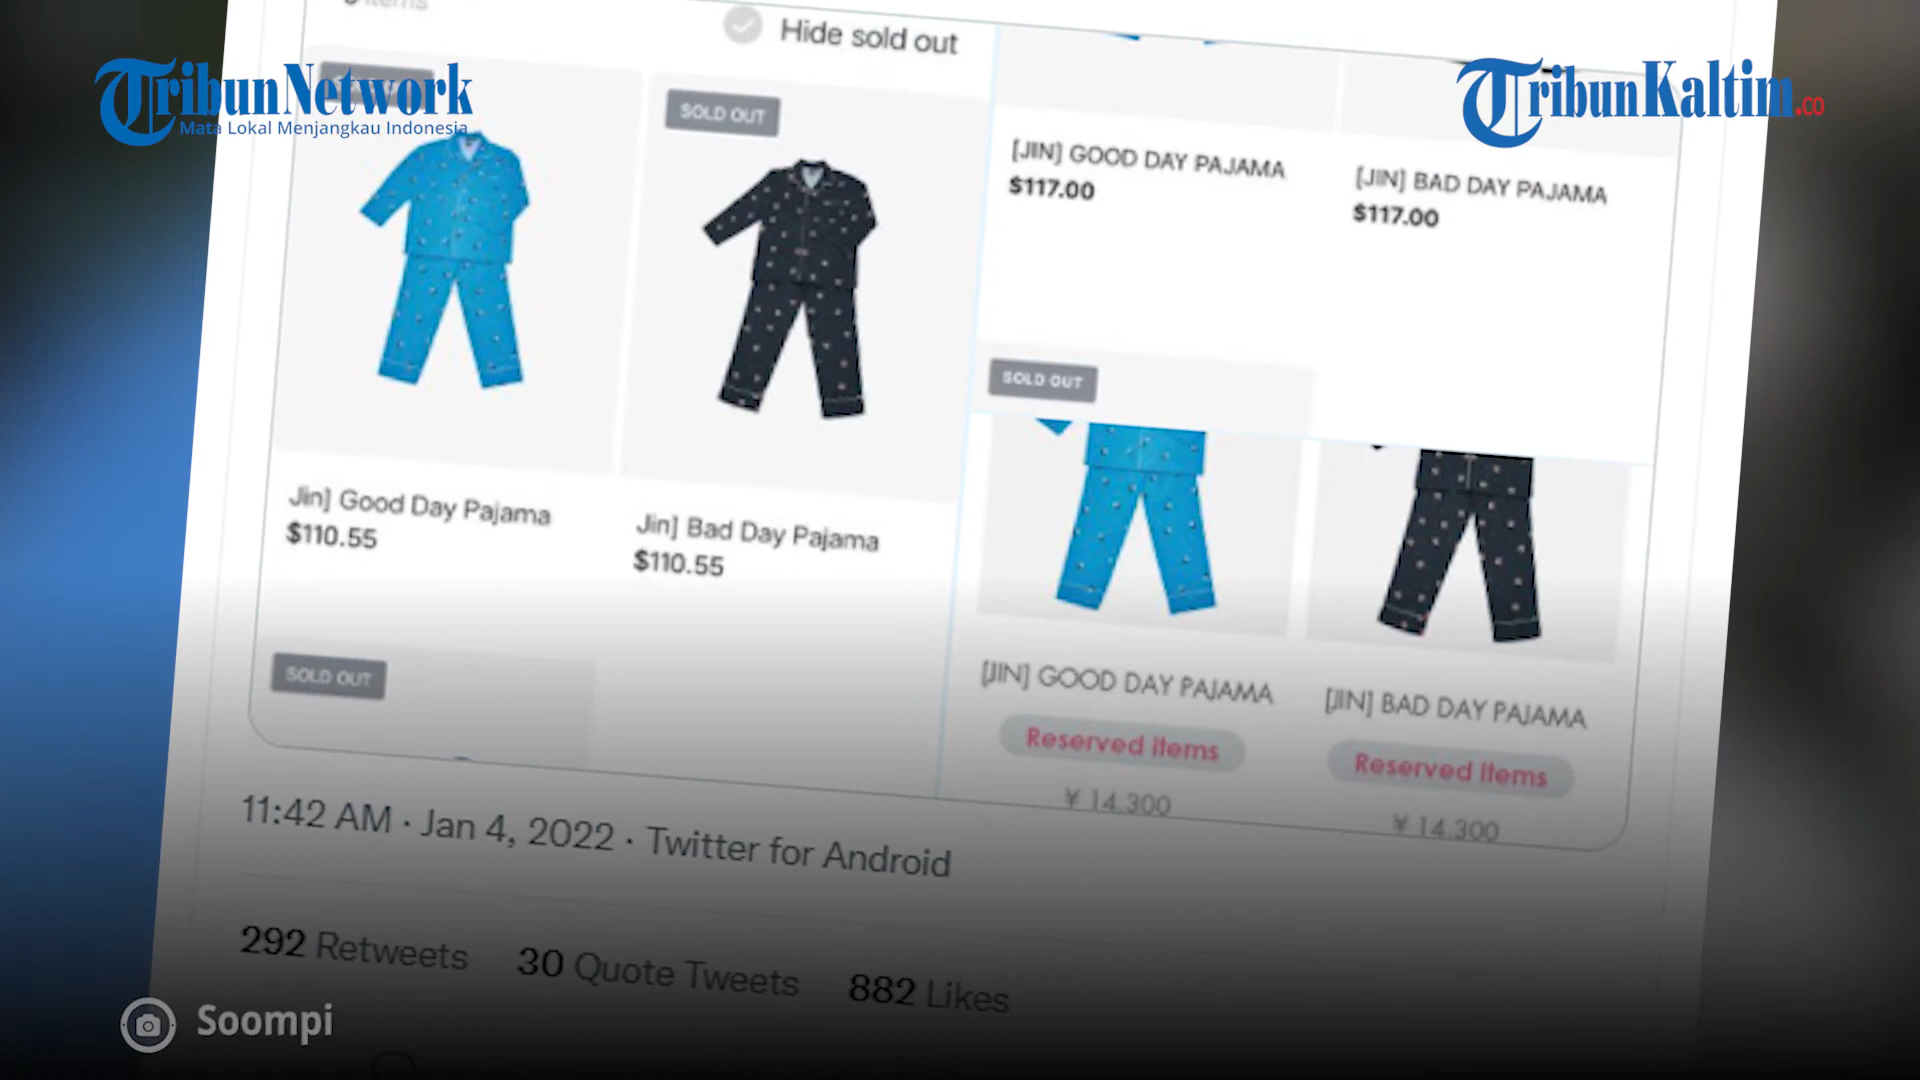 items
Hide sold out
TribunNetwork
Mata Lokal Menjangkau Indonesia
TribunKaltim.co
SOLD OUT
[JIN] GOOD DAY PAJAMA
$117.00
[JIN] BAD DAY PAJAMA
$117.00
SOLD OUT
Jin] Good Day Pajama
$110.55
Jin] Bad Day Pajama
$110.55
SOLD OUT
[JIN] GOOD DAY PAJAMA
Reserved Items
¥ 14,300
[JIN] BAD DAY PAJAMA
Reserved Items
¥ 14,300
11:42 AM · Jan 4, 2022 · Twitter for Android
292 Retweets 30 Quote Tweets 882 Likes
Soompi